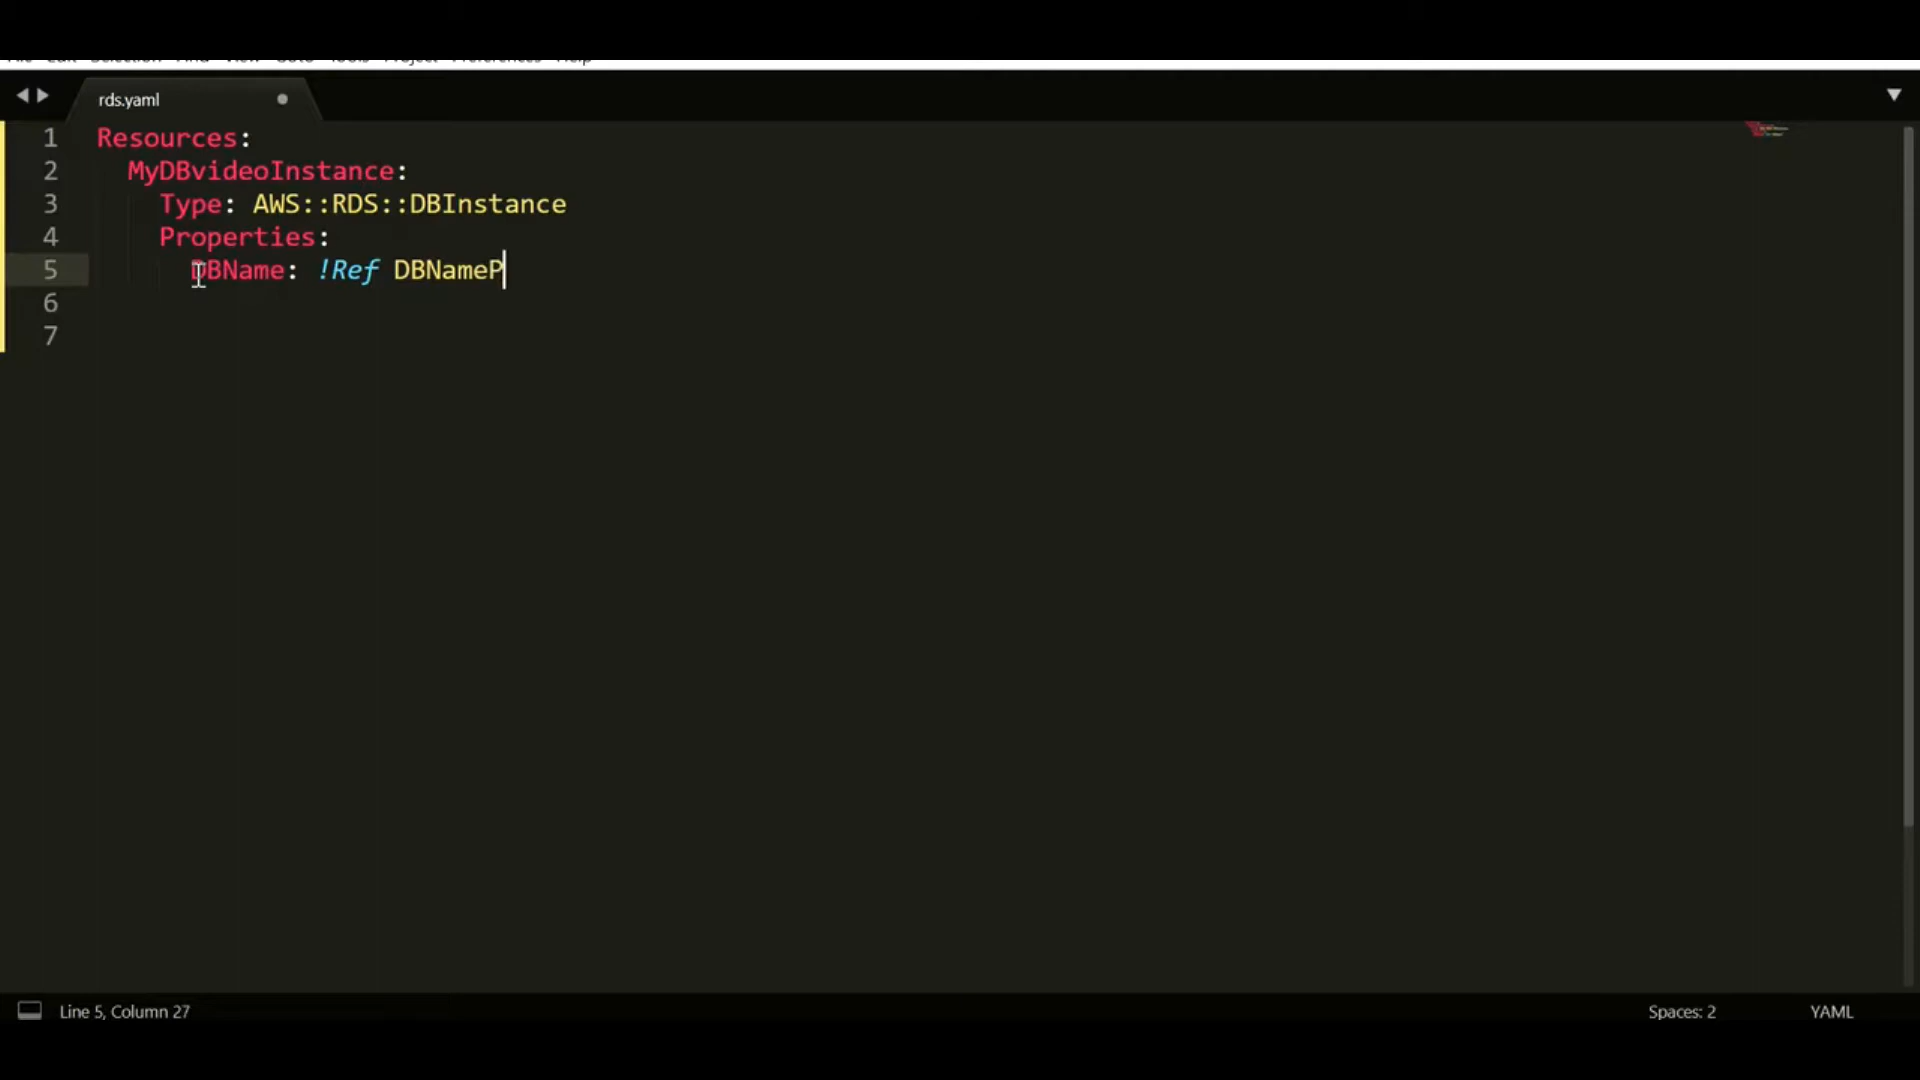 rds.yaml
1 Resources:
2 MyDBvideoInstance:
3 Type: AWS::RDS::DBInstance
4 Properties:
5 DBName: !Ref DBNameP
6
7
Line 5, Column 27
Spaces: 2
YAML